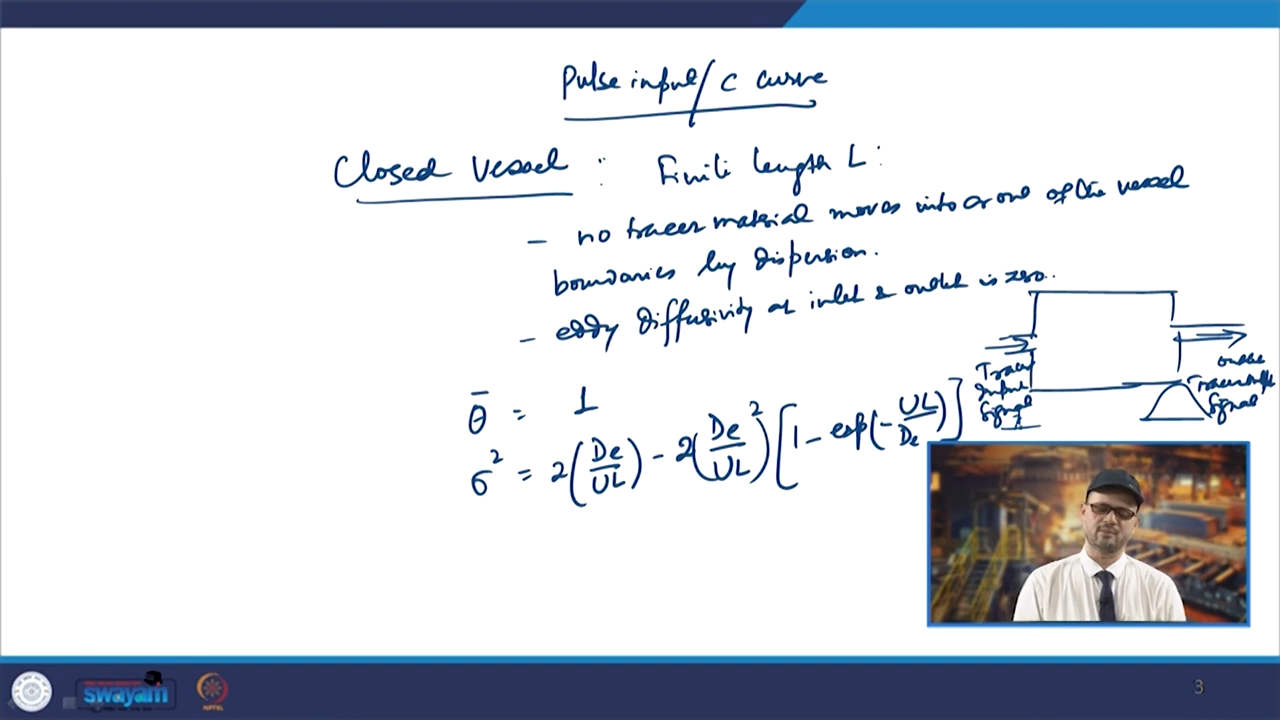 Pulse input / C curve
Closed Vessel : Finite length L :
- no tracer material moves into or out of the vessel
boundaries by dispersion.
- eddy diffusivity at inlet & outlet is zero..
Tracer
Input
Signal
outlet
Tracer
Signal
θ̄ = 1
σ² = 2(De/UL) - 2(De/UL)² [1 - exp(-UL/De)]
3
swayam
NPTEL